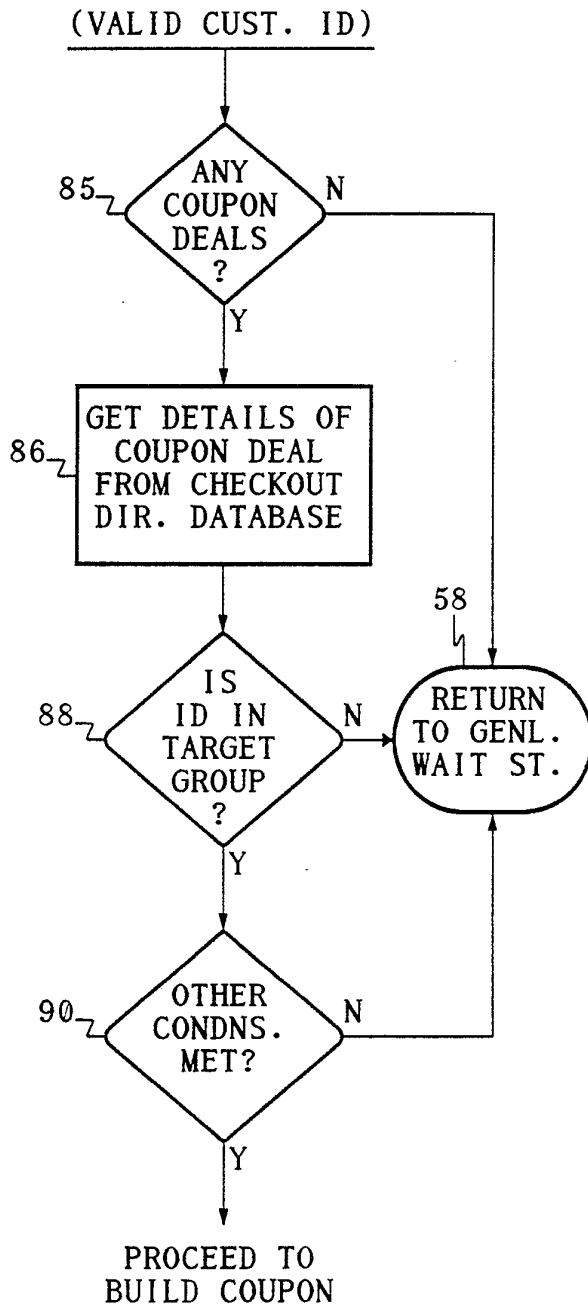 (VALID CUST. ID)
85
ANY
COUPON
DEALS
?
N
Y
86
GET DETAILS OF
COUPON DEAL
FROM CHECKOUT
DIR. DATABASE
58
RETURN
TO GENL.
WAIT ST.
88
IS
ID IN
TARGET
GROUP
?
N
Y
90
OTHER
CONDNS.
MET?
N
Y
PROCEED TO
BUILD COUPON